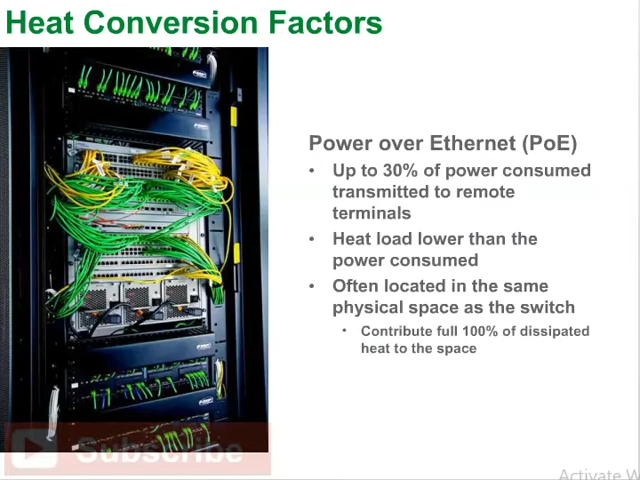 Heat Conversion Factors
Power over Ethernet (PoE)
• Up to 30% of power consumed
transmitted to remote
terminals
• Heat load lower than the
power consumed
• Often located in the same
physical space as the switch
• Contribute full 100% of dissipated
heat to the space
Subscribe
Activate W